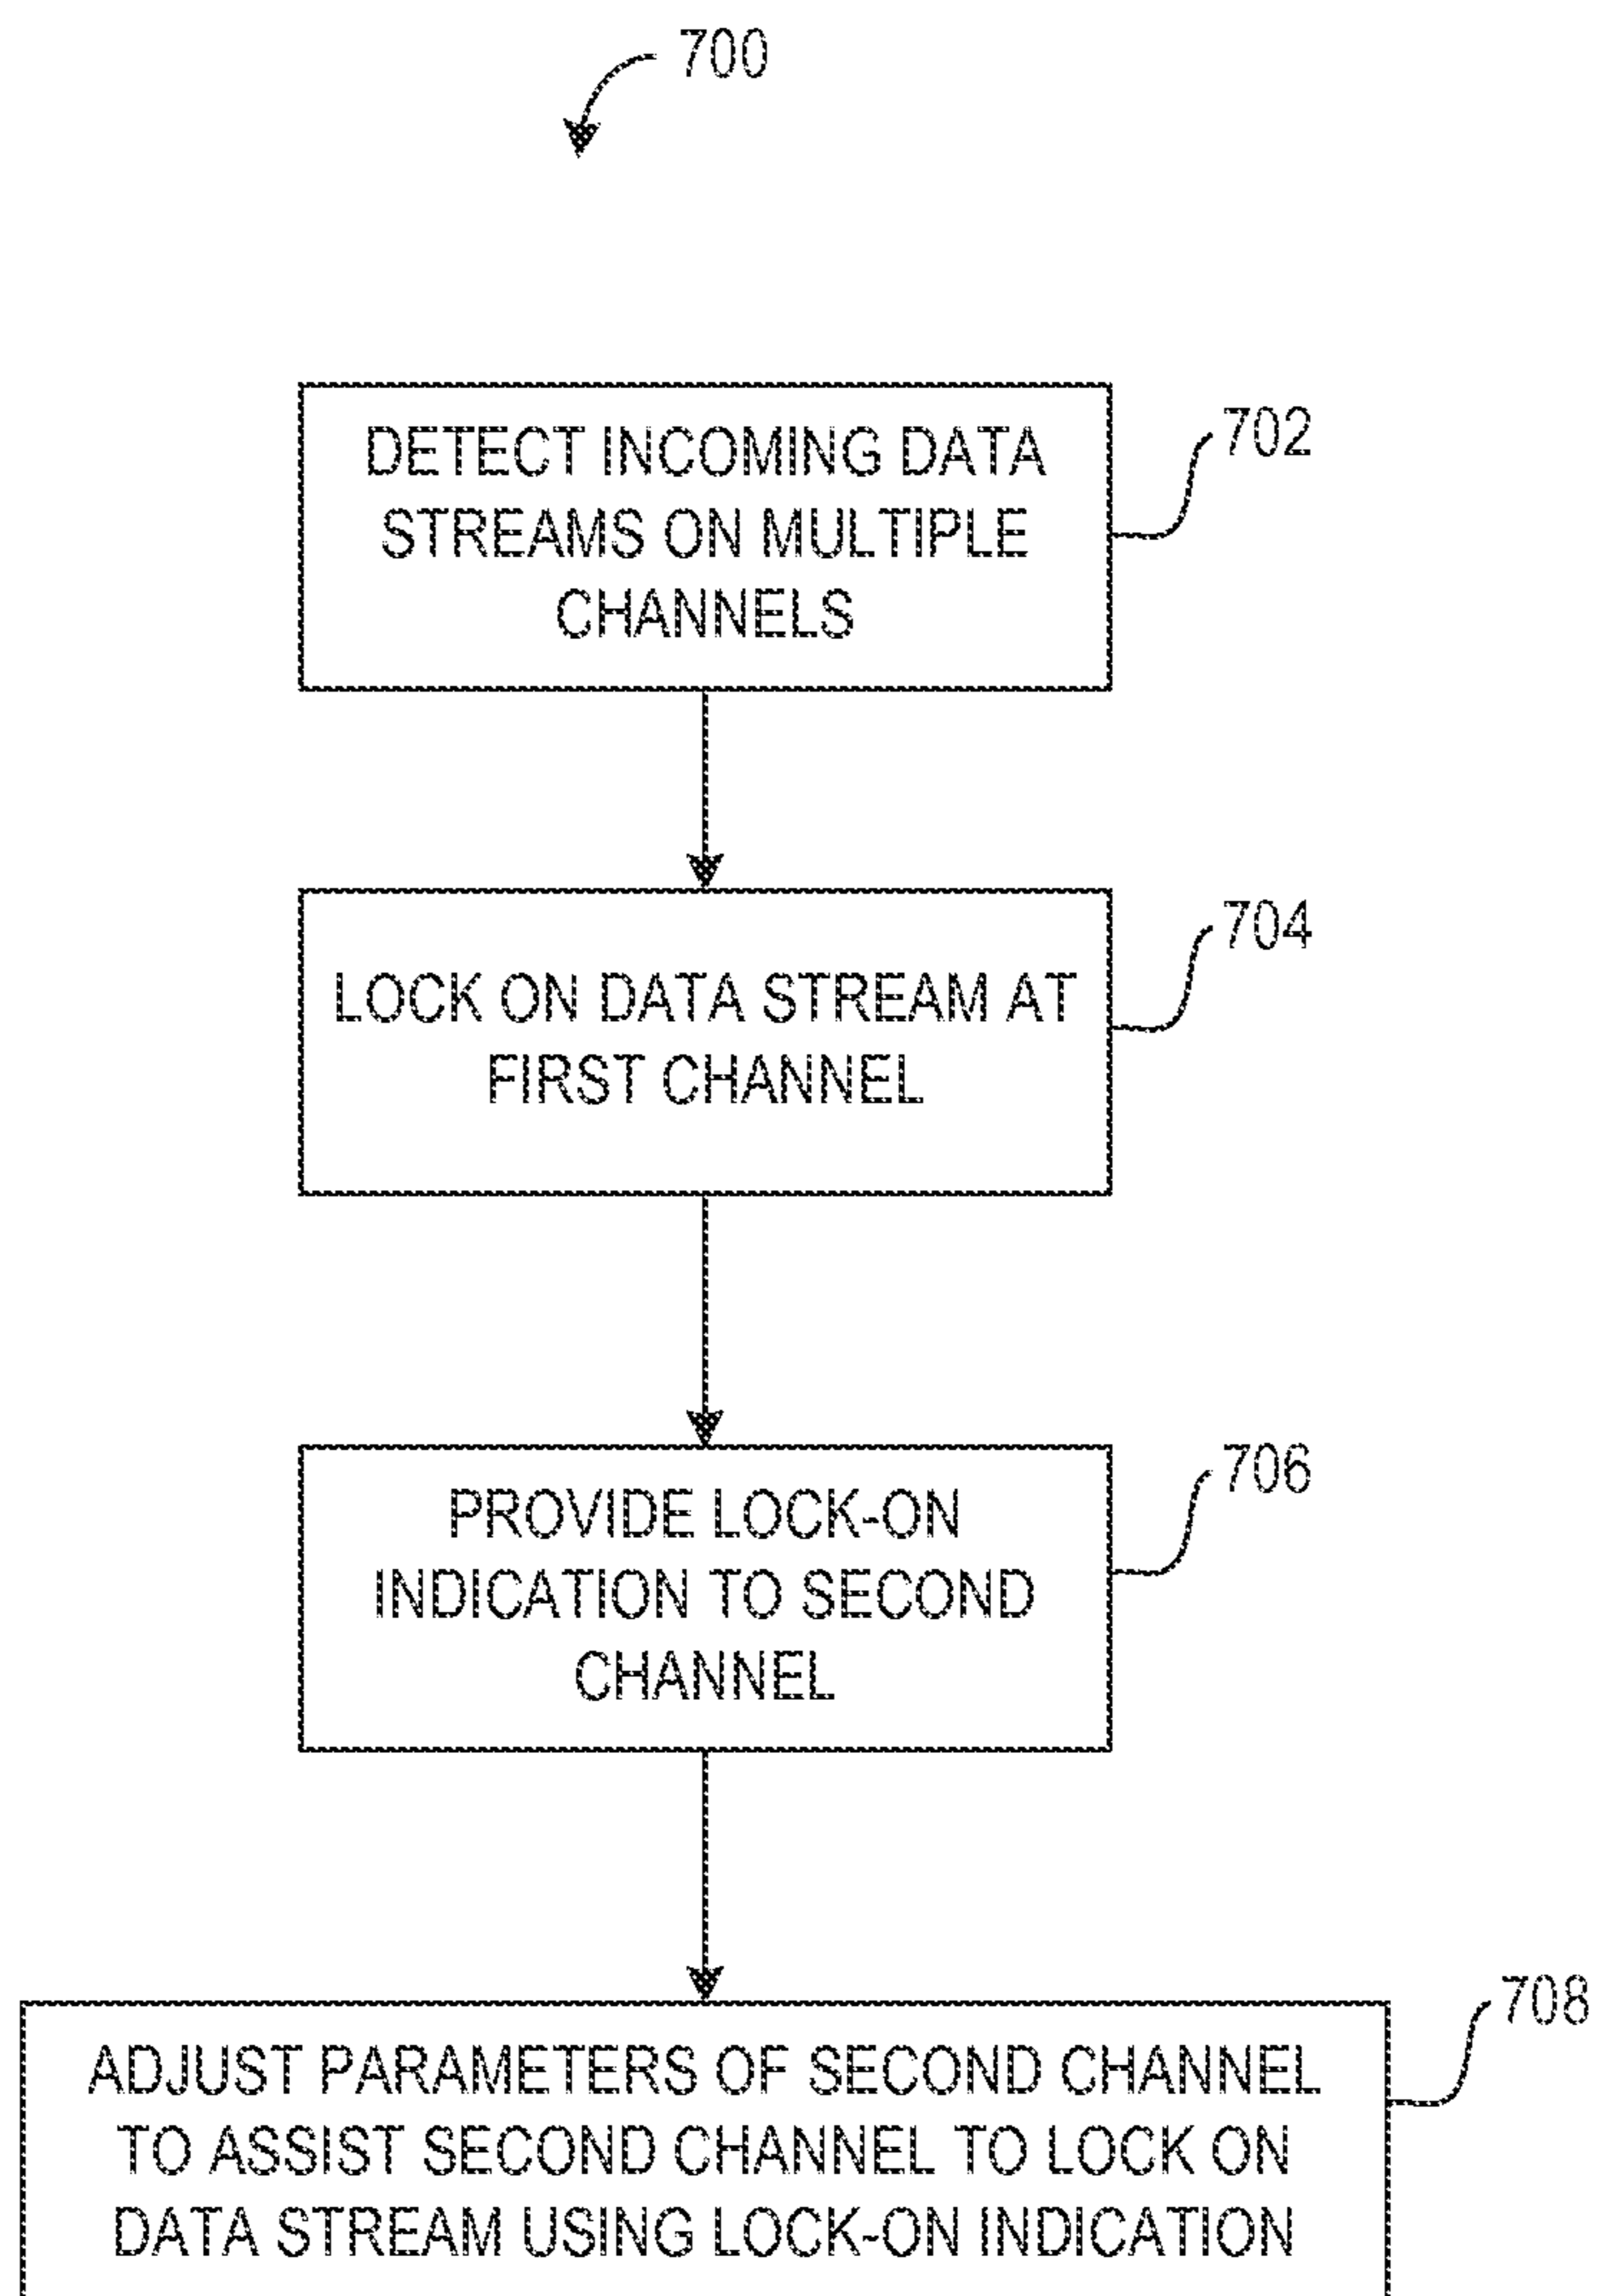 700
DETECT INCOMING DATA
STREAMS ON MULTIPLE
CHANNELS
702
LOCK ON DATA STREAM AT
FIRST CHANNEL
704
PROVIDE LOCK-ON
INDICATION TO SECOND
CHANNEL
706
ADJUST PARAMETERS OF SECOND CHANNEL
TO ASSIST SECOND CHANNEL TO LOCK ON
DATA STREAM USING LOCK-ON INDICATION
708